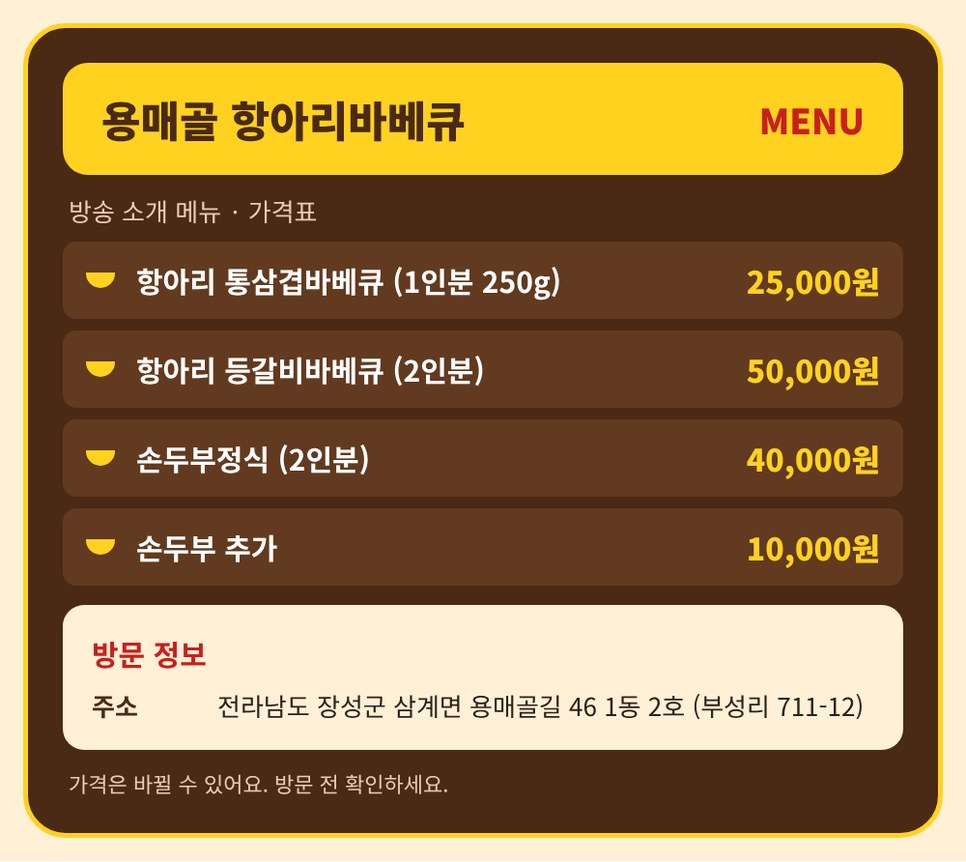 용매골 항아리바베큐 MENU
방송 소개 메뉴 · 가격표
항아리 통삼겹바베큐 (1인분 250g) 25,000원
항아리 등갈비바베큐 (2인분) 50,000원
손두부정식 (2인분) 40,000원
손두부 추가 10,000원
방문 정보
주소 전라남도 장성군 삼계면 용매골길 46 1동 2호 (부성리 711-12)
가격은 바뀔 수 있어요. 방문 전 확인하세요.